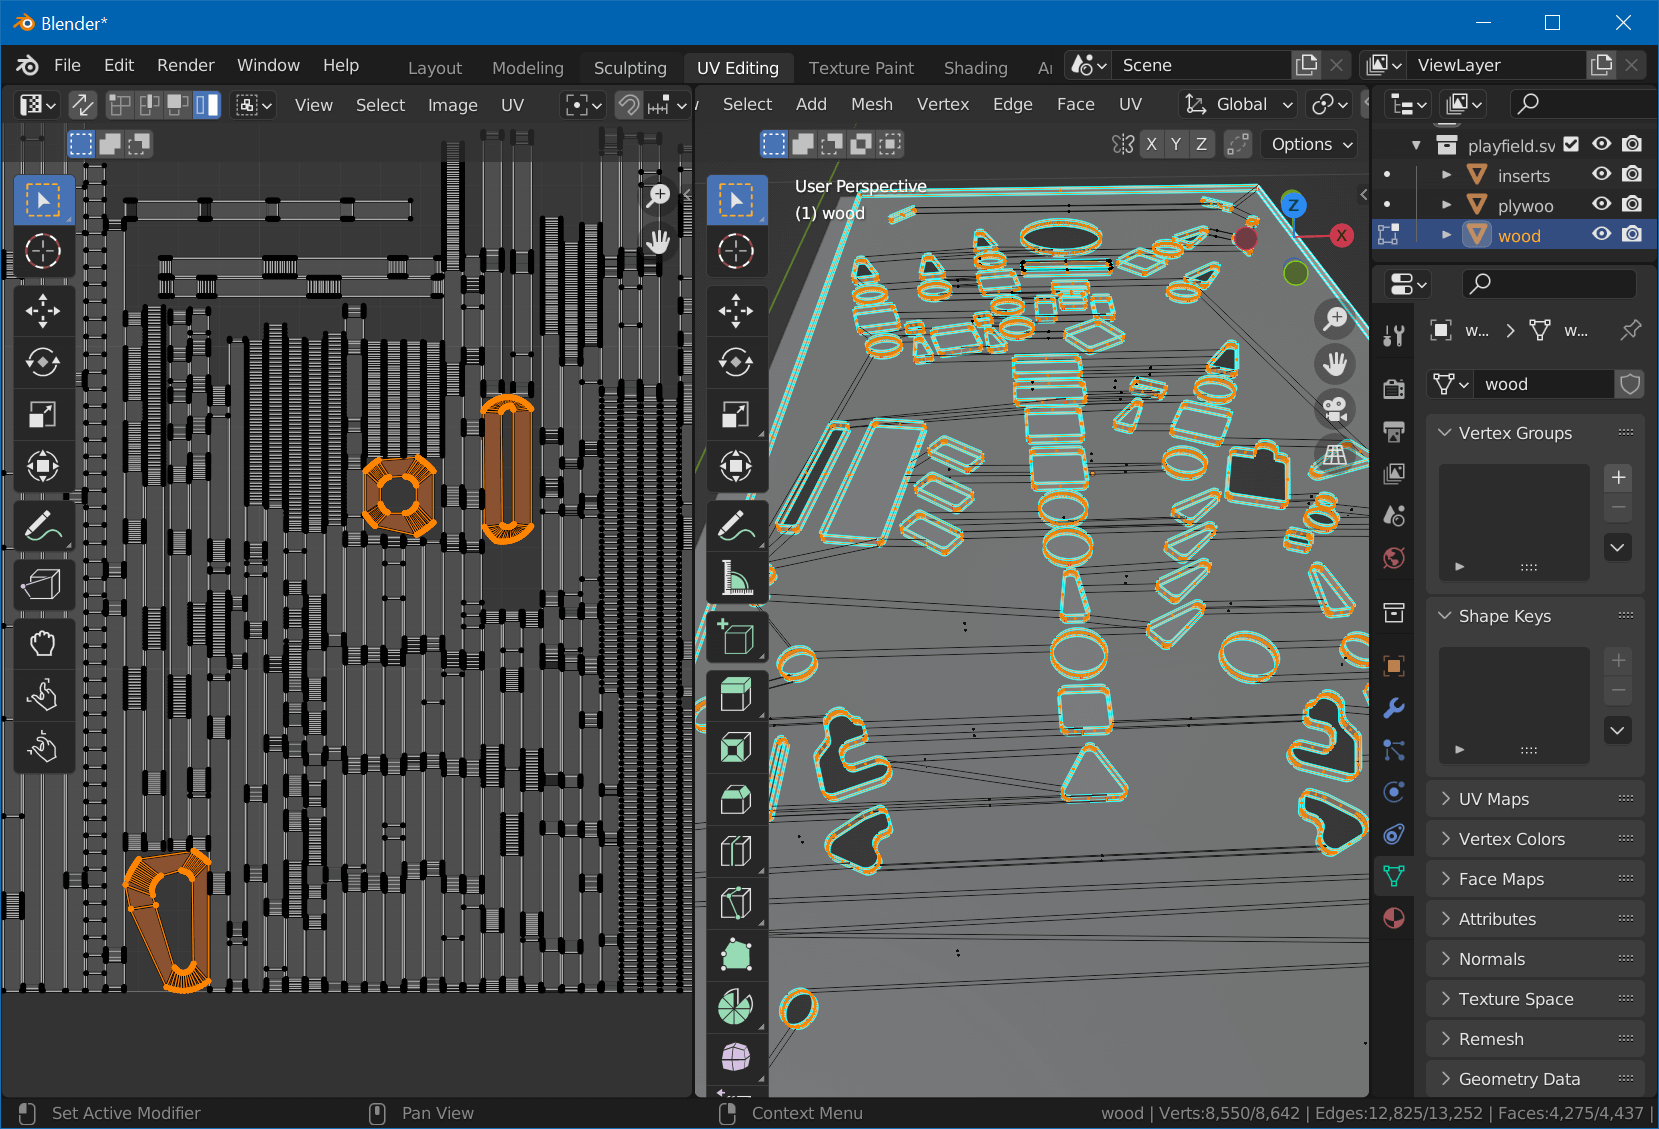 Blender*
File Edit Render Window Help
Layout Modeling Sculpting UV Editing Texture Paint Shading
Scene
ViewLayer
View Select Image UV
Select Add Mesh Vertex Edge Face UV
Global
X Y Z
Options
playfield.sv
inserts
plywoo
wood
User Perspective
(1) wood
Z
X
w... w...
wood
Vertex Groups
Shape Keys
UV Maps
Vertex Colors
Face Maps
Attributes
Normals
Texture Space
Remesh
Geometry Data
Set Active Modifier
Pan View
Context Menu
wood | Verts:8,550/8,642 | Edges:12,825/13,252 | Faces:4,275/4,437 |